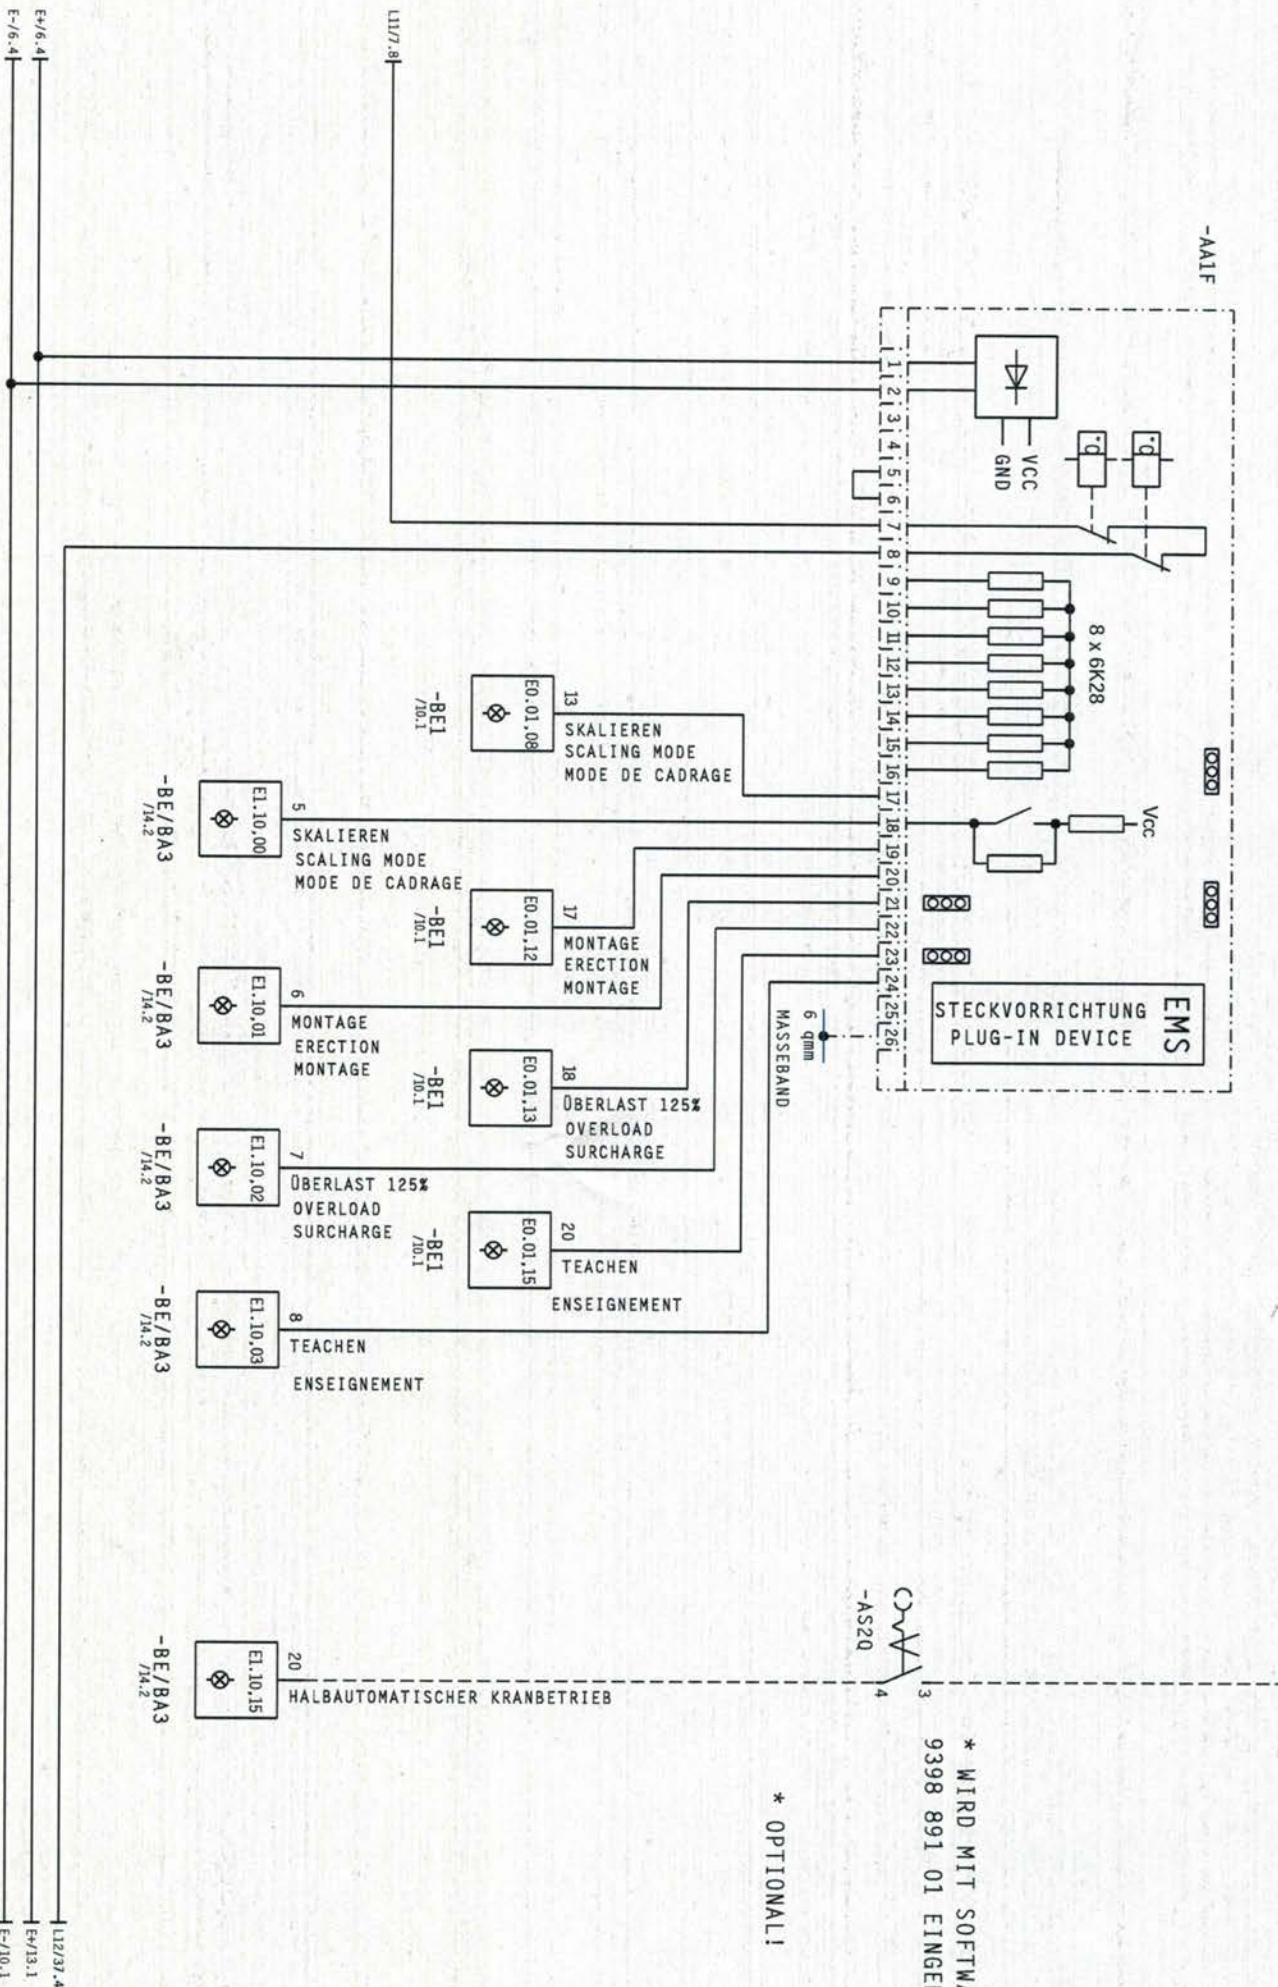 E-/6.4
E+/6.4
L11/7.8
-AA1F
VCC
GND
°C
°C
1 2 3 4 5 6 7 8 9 10 11 12 13 14 15 16 17 18 19 20 21 22 23 24 25 26
8 x 6K28
Vcc
EMS
STECKVORRICHTUNG
PLUG-IN DEVICE
6 qmm
MASSEBAND
E0.01,08
13
SKALIEREN
SCALING MODE
MODE DE CADRAGE
-BE1
/10.1
E1.10,00
5
SKALIEREN
SCALING MODE
MODE DE CADRAGE
-BE/BA3
/14.2
E0.01,12
17
MONTAGE
ERECTION
MONTAGE
-BE1
/10.1
E1.10,01
6
MONTAGE
ERECTION
MONTAGE
-BE/BA3
/14.2
E0.01,13
18
ÜBERLAST 125%
OVERLOAD
SURCHARGE
-BE1
/10.1
E1.10,02
7
ÜBERLAST 125%
OVERLOAD
SURCHARGE
-BE/BA3
/14.2
E0.01,15
20
TEACHEN
ENSEIGNEMENT
-BE1
/10.1
E1.10,03
8
TEACHEN
ENSEIGNEMENT
-BE/BA3
/14.2
-AS2Q
3
4
E1.10,15
20
HALBAUTOMATISCHER KRANBETRIEB
-BE/BA3
/14.2
* WIRD MIT SOFTWA
9398 891 01 EINGE
* OPTIONAL!
L12/37.4
E+/13.1
E-/10.1